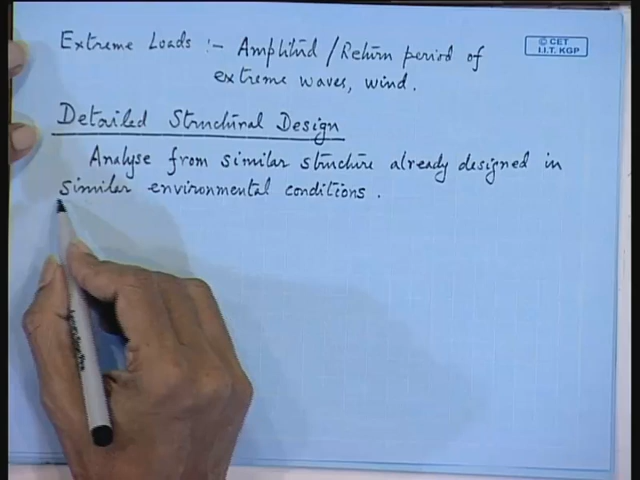 Extreme Loads :- Amplitud / Return period of
extreme waves, wind.
© CET
I.I.T. KGP
Detailed Structural Design
Analyse from similar structure already designed in
similar environmental conditions.